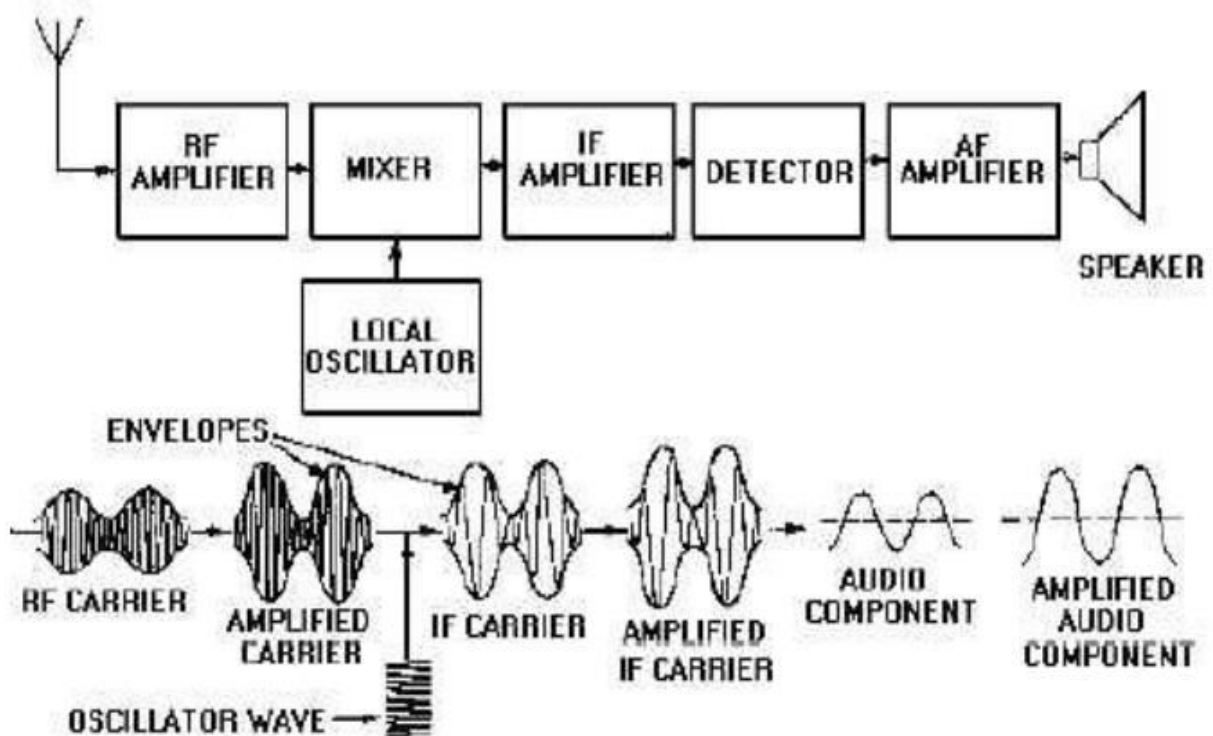 RF
AMPLIFIER
MIXER
IF
AMPLIFIER
DETECTOR
AF
AMPLIFIER
SPEAKER
LOCAL
OSCILLATOR
ENVELOPES
RF CARRIER
AMPLIFIED
CARRIER
IF CARRIER
AMPLIFIED
IF CARRIER
AUDIO
COMPONENT
AMPLIFIED
AUDIO
COMPONENT
OSCILLATOR WAVE